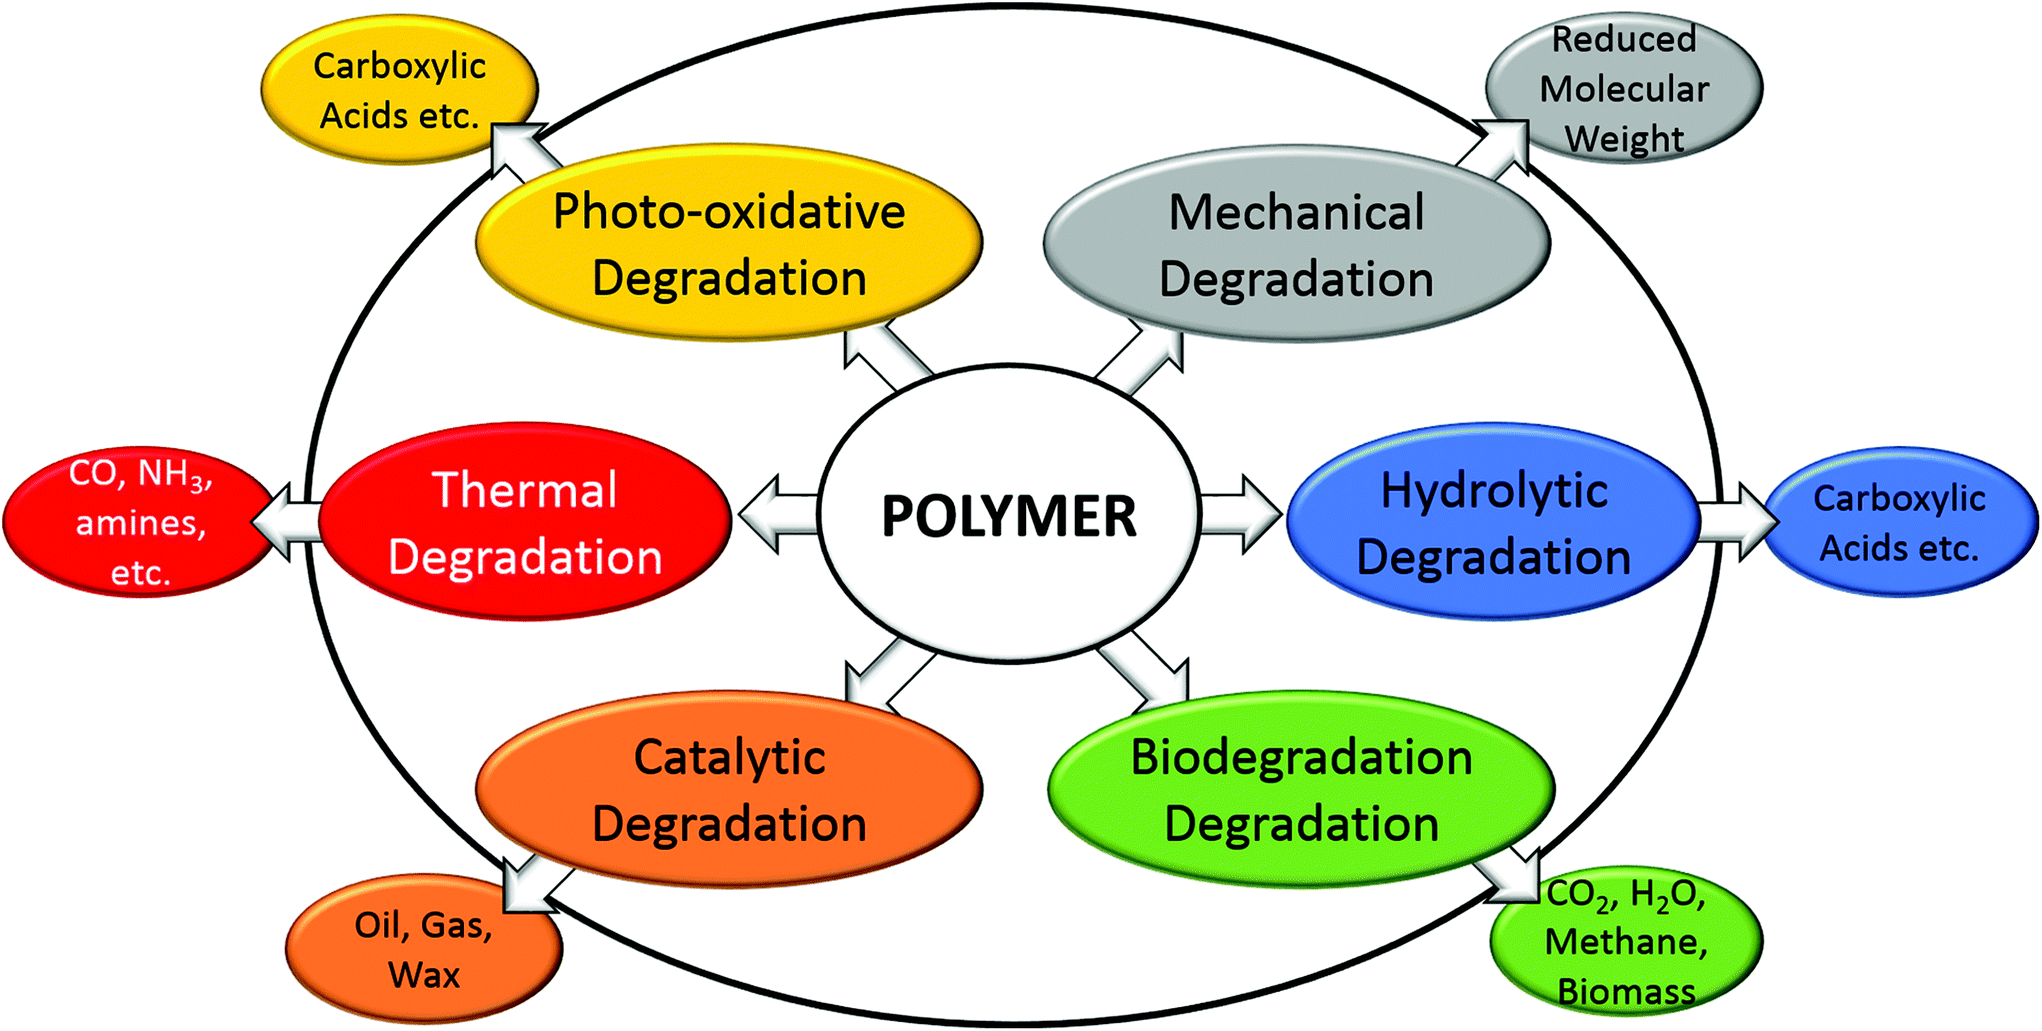 Carboxylic
Acids etc.
Reduced
Molecular
Weight
Photo-oxidative
Degradation
Mechanical
Degradation
CO, NH₃,
amines,
etc.
Thermal
Degradation
POLYMER
Hydrolytic
Degradation
Carboxylic
Acids etc.
Catalytic
Degradation
Biodegradation
Degradation
Oil, Gas,
Wax
CO₂, H₂O,
Methane,
Biomass